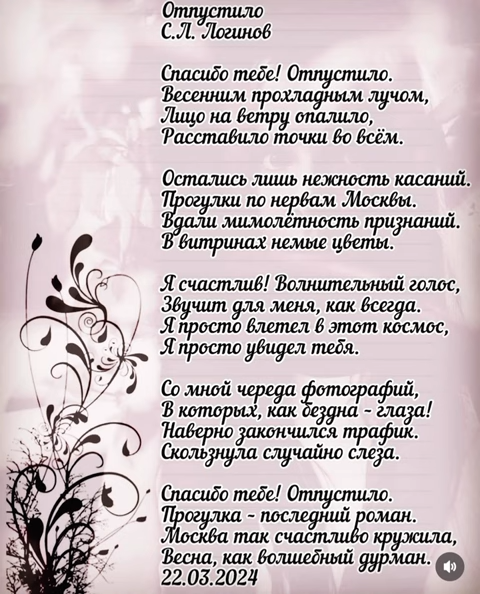 Отпустило
С.Л. Логинов
Спасибо тебе! Отпустило.
Весенним прохладным лучом,
Лицо на ветру опалило,
Расставило точки во всём.
Остались лишь нежность касаний.
Прогулки по нервам Москвы.
Вдали мимолётность признаний.
В витринах немые цветы.
Я счастлив! Волнительный голос,
Звучит для меня, как всегда.
Я просто влетел в этот космос,
Я просто увидел тебя.
Со мной череда фотографий,
В которых, как бездна - глаза!
Наверно закончился трафик.
Скользнула случайно слеза.
Спасибо тебе! Отпустило.
Прогулка - последний роман.
Москва так счастливо кружила,
Весна, как волшебный дурман.
22.03.2024